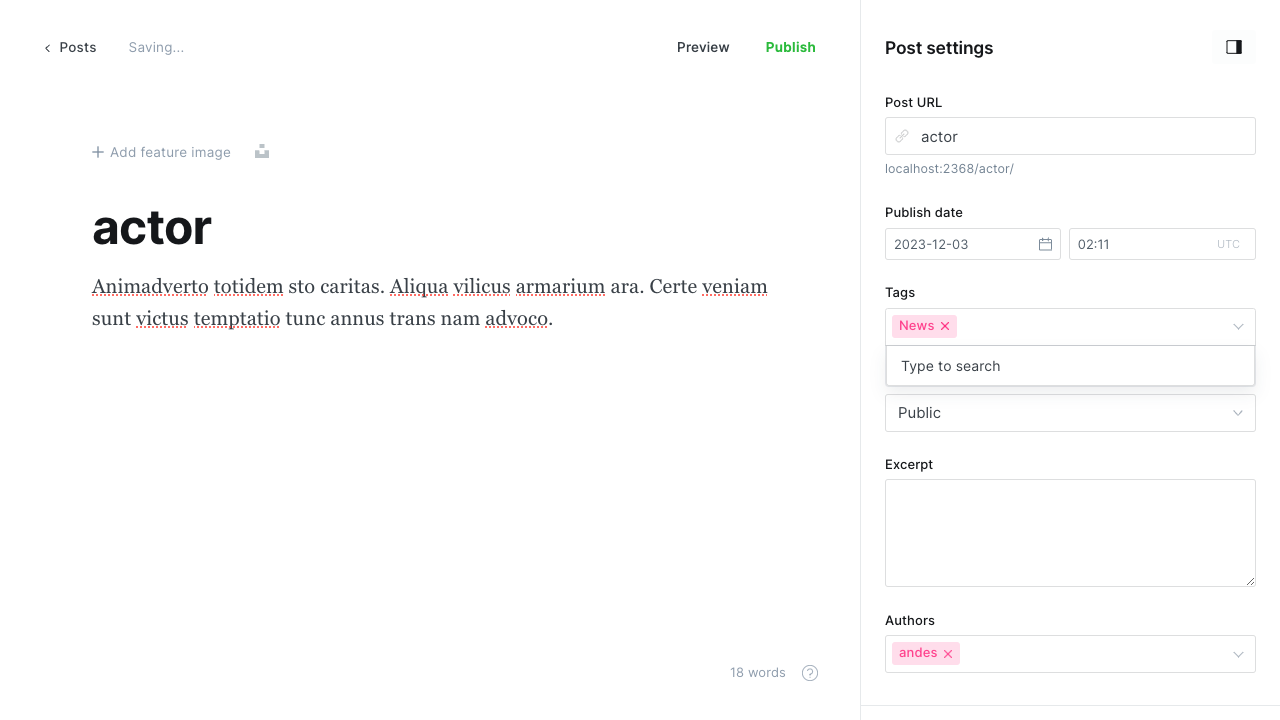 Posts
Saving...
Preview
Publish
Add feature image
actor
Animadverto totidem sto caritas. Aliqua vilicus armarium ara. Certe veniam
sunt victus temptatio tunc annus trans nam advoco.
18 words
?
Post settings
Post URL
actor
localhost:2368/actor/
Publish date
2023-12-03
02:11
UTC
Tags
News
Type to search
Public
Excerpt
Authors
andes